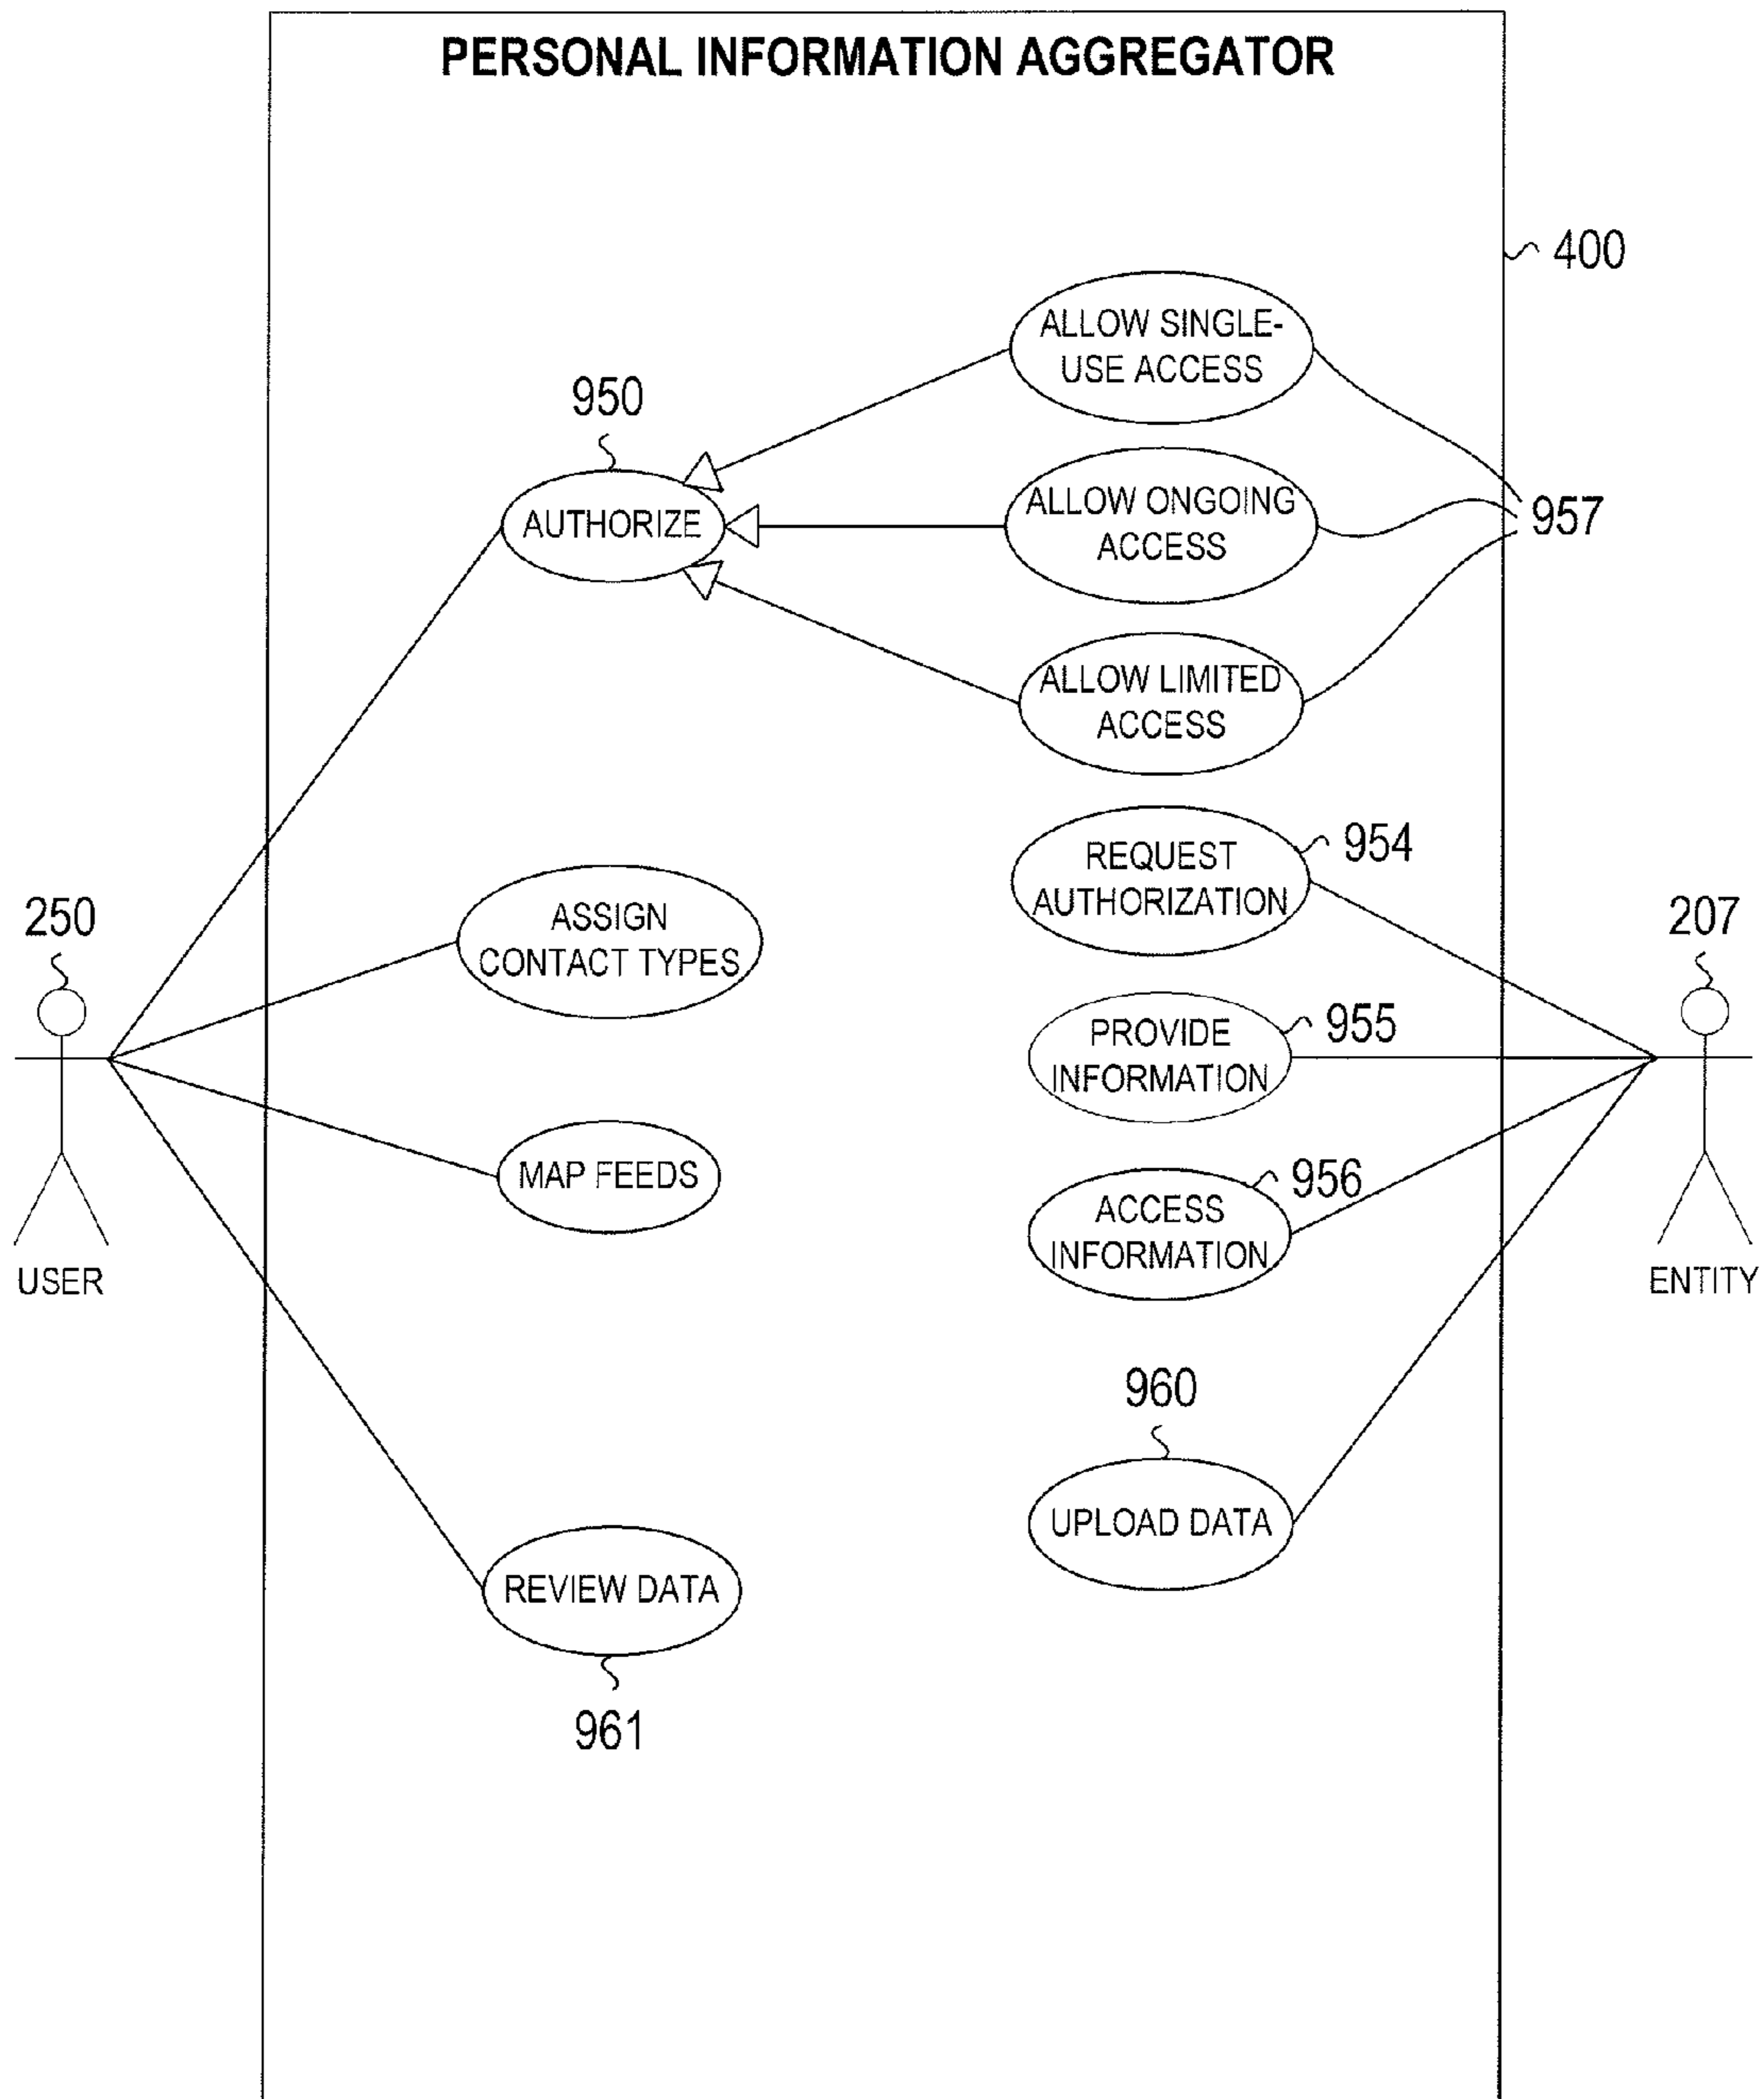 PERSONAL INFORMATION AGGREGATOR
400
ALLOW SINGLE-
USE ACCESS
950
AUTHORIZE
ALLOW ONGOING
ACCESS
957
ALLOW LIMITED
ACCESS
REQUEST
AUTHORIZATION
954
250
ASSIGN
CONTACT TYPES
207
PROVIDE
INFORMATION
955
MAP FEEDS
ACCESS
INFORMATION
956
USER
ENTITY
960
UPLOAD DATA
REVIEW DATA
961